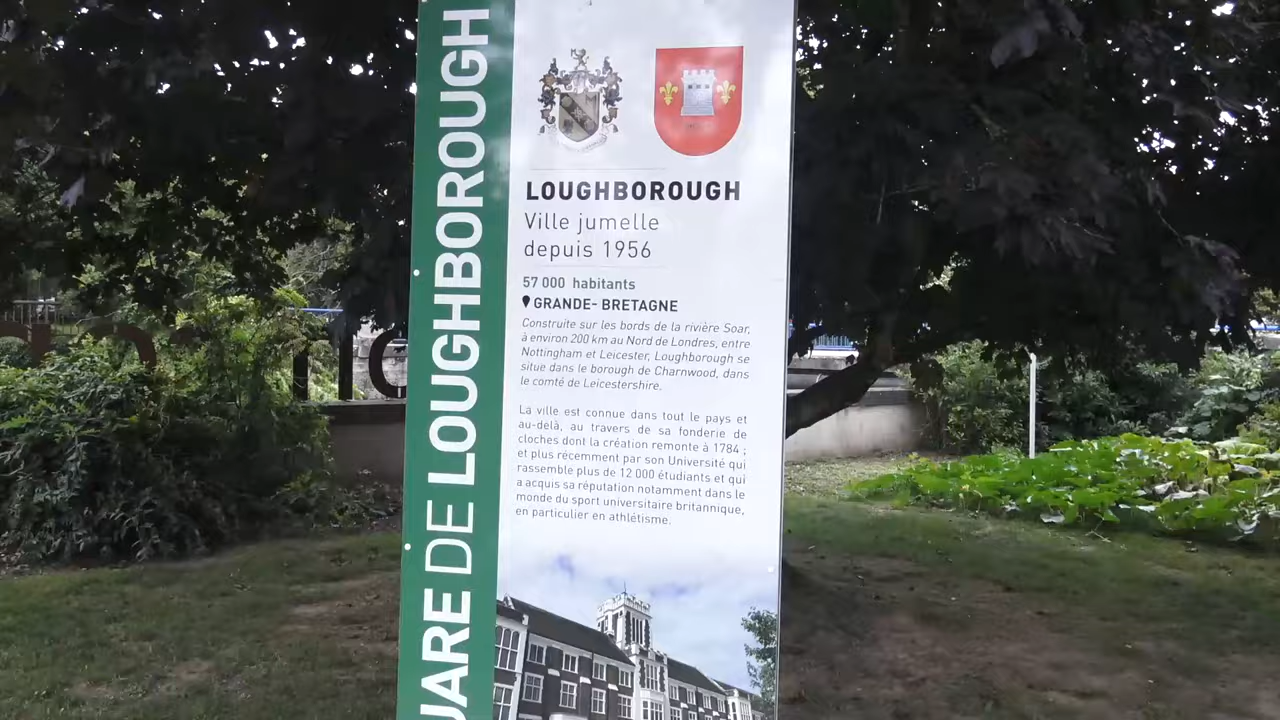 UARE DE LOUGHBOROUGH
LOUGHBOROUGH
Ville jumelle
depuis 1956
57 000 habitants
GRANDE- BRETAGNE
Construite sur les bords de la rivière Soar,
à environ 200 km au Nord de Londres, entre
Nottingham et Leicester, Loughborough se
situe dans le borough de Charnwood, dans
le comté de Leicestershire.
La ville est connue dans tout le pays et
au-delà, au travers de sa fonderie de
cloches dont la création remonte à 1784 ;
et plus récemment par son Université qui
rassemble plus de 12 000 étudiants et qui
a acquis sa réputation notamment dans le
monde du sport universitaire britannique,
en particulier en athlétisme.